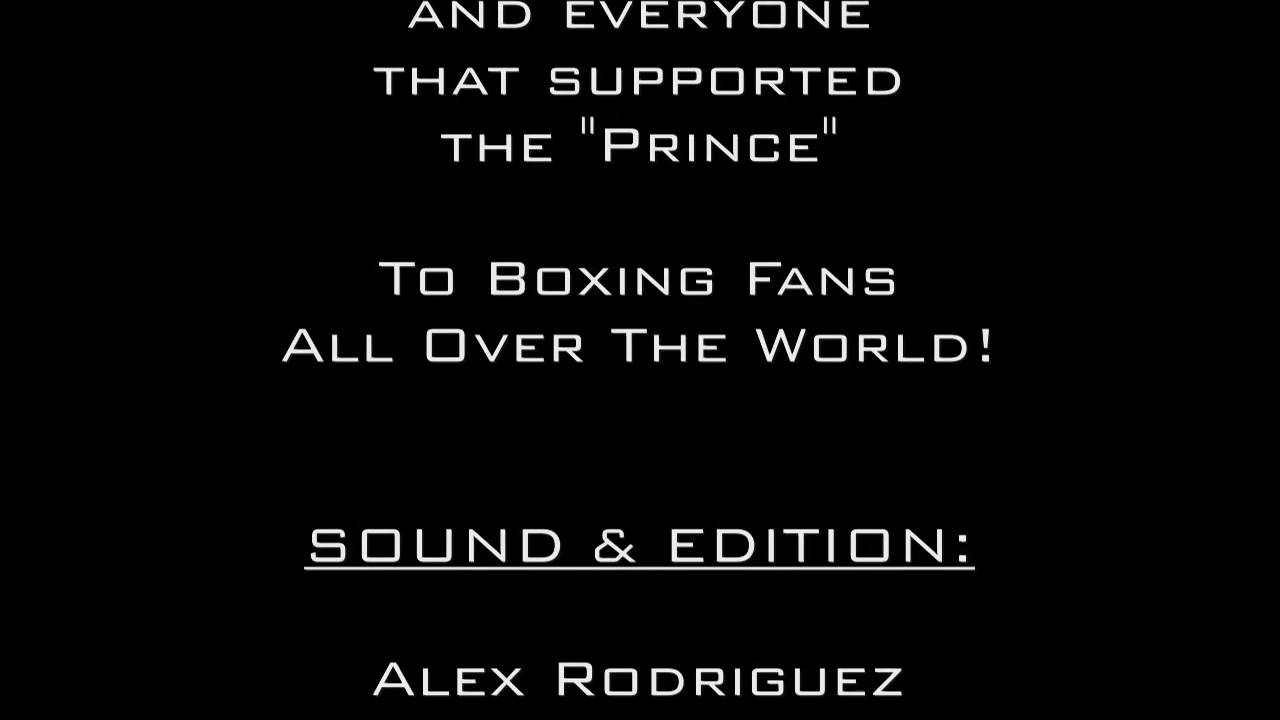 AND EVERYONE
THAT SUPPORTED
THE "PRINCE"
TO BOXING FANS
ALL OVER THE WORLD!
SOUND & EDITION:
ALEX RODRIGUEZ